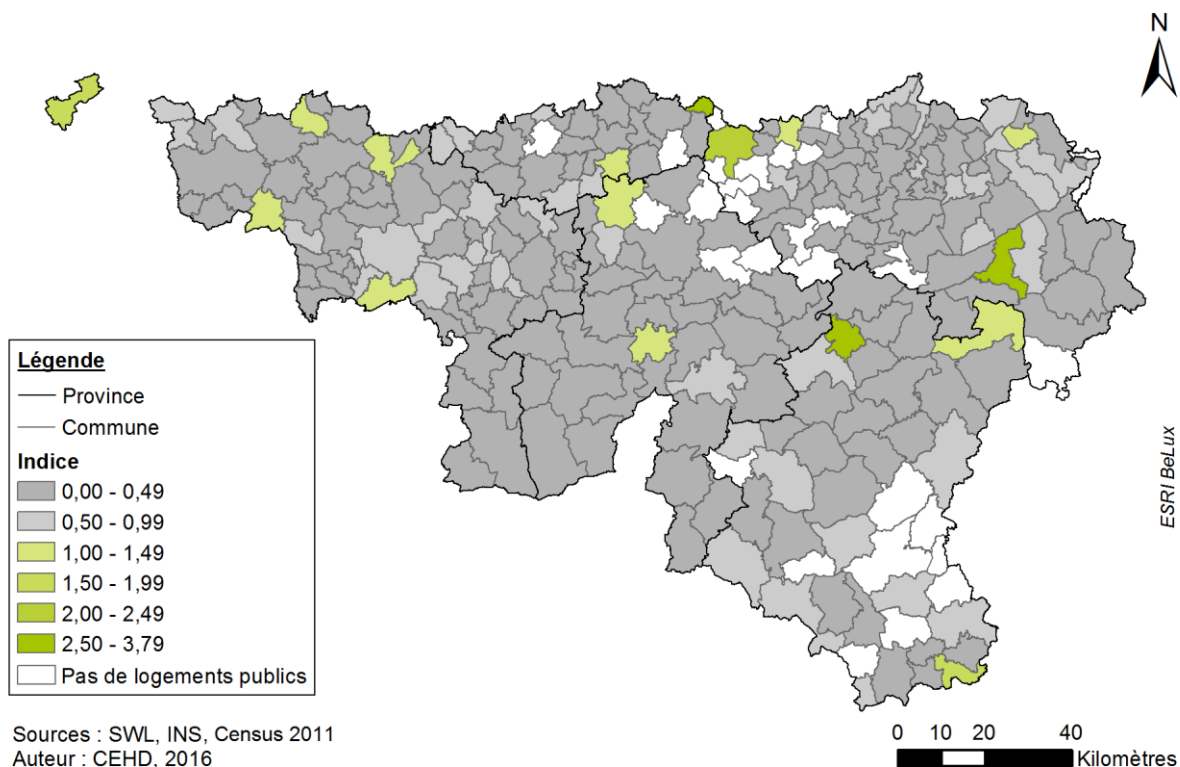 N
Légende
Province
Commune
Indice
0,00 - 0,49
0,50 - 0,99
1,00 - 1,49
1,50 - 1,99
2,00 - 2,49
2,50 - 3,79
Pas de logements publics
ESRI BeLux
Sources : SWL, INS, Census 2011
Auteur : CEHD, 2016
0 10 20 40
Kilomètres